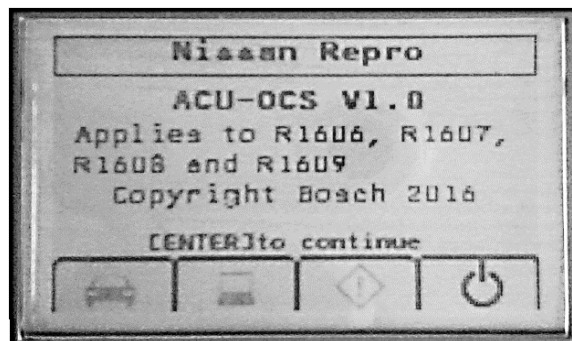 Nissan Repro
ACU-OCS V1.0
Applies to R1606, R1607,
R1608 and R1609
Copyright Bosch 2016
[ENTER]to continue